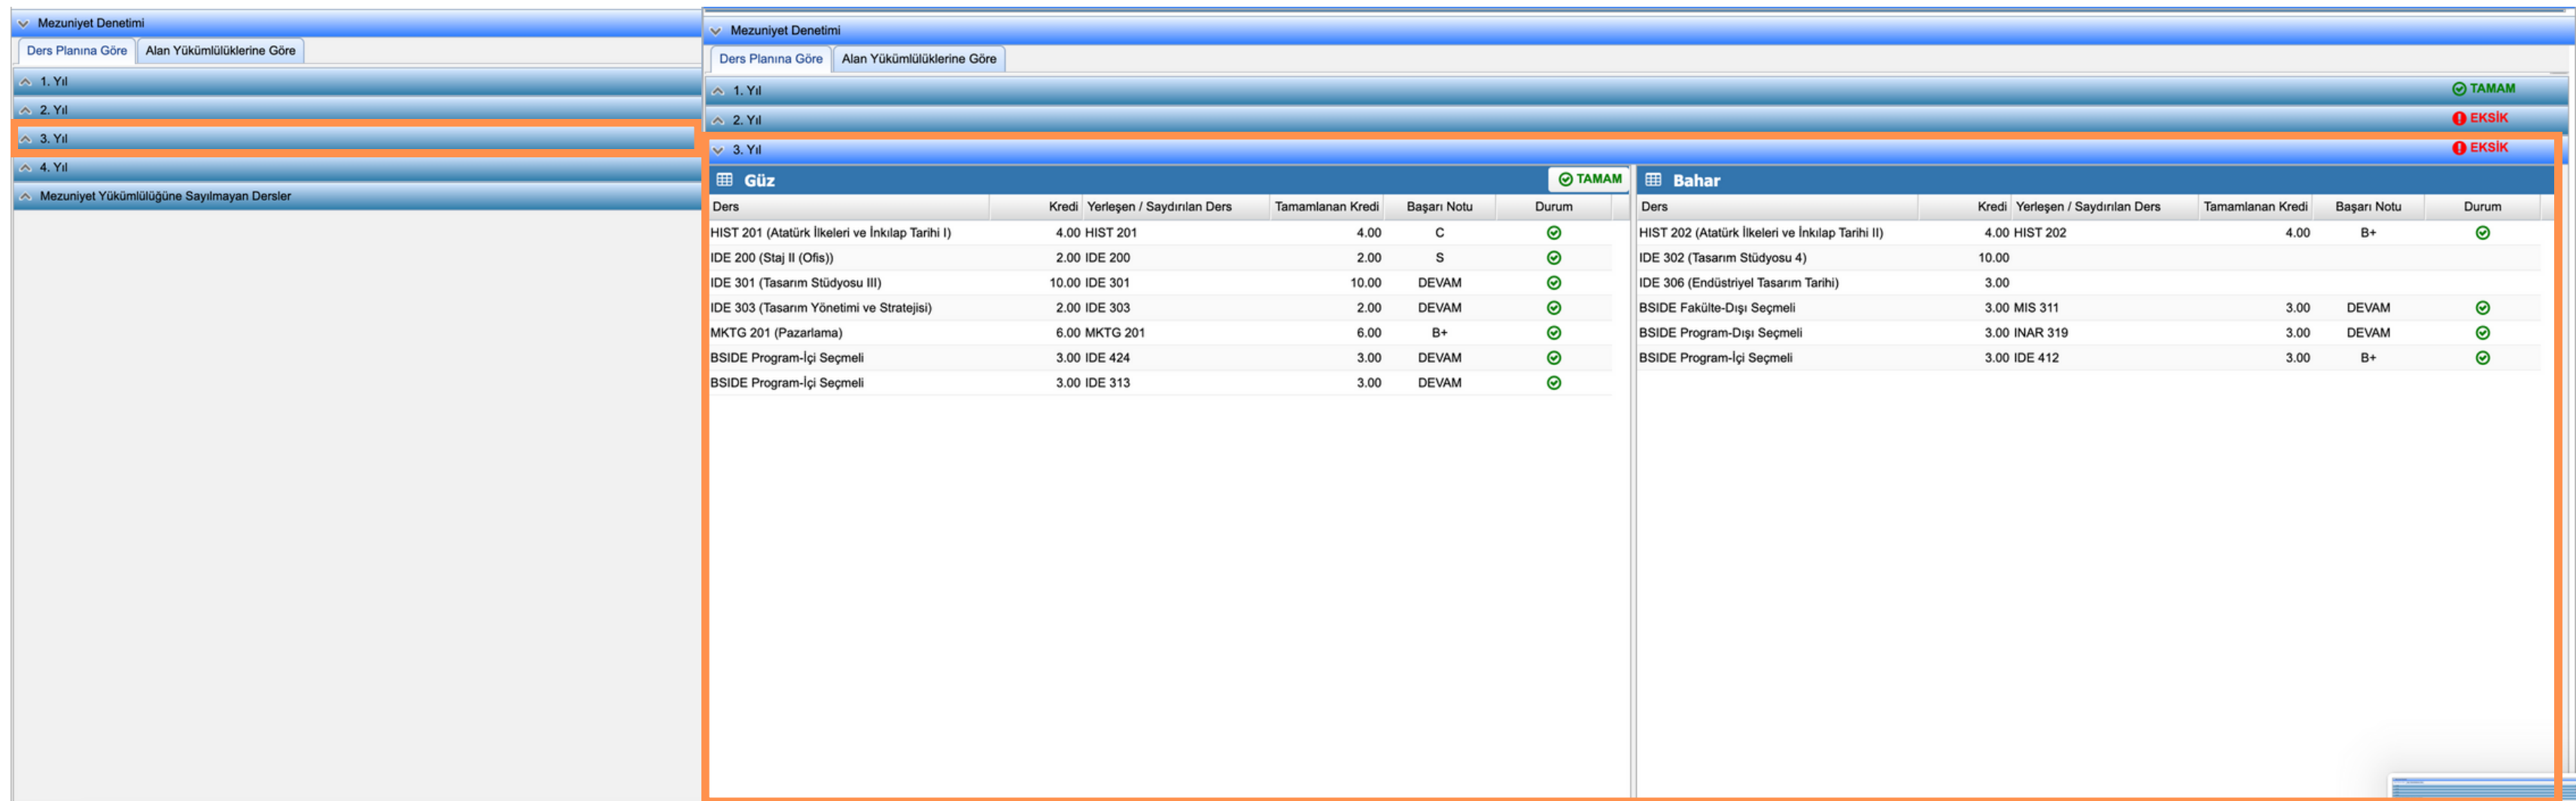 Mezuniyet Denetimi
Ders Planına Göre Alan Yükümlülüklerine Göre
1. Yıl
2. Yıl
3. Yıl
4. Yıl
Mezuniyet Yükümlülüğüne Sayılmayan Dersler
Mezuniyet Denetimi
Ders Planına Göre Alan Yükümlülüklerine Göre
1. Yıl TAMAM
2. Yıl EKSİK
3. Yıl EKSİK
Güz TAMAM
Ders Kredi Yerleşen / Saydırılan Ders Tamamlanan Kredi Başarı Notu Durum
HIST 201 (Atatürk İlkeleri ve İnkılap Tarihi I) 4.00 HIST 201 4.00 C
IDE 200 (Staj II (Ofis)) 2.00 IDE 200 2.00 S
IDE 301 (Tasarım Stüdyosu III) 10.00 IDE 301 10.00 DEVAM
IDE 303 (Tasarım Yönetimi ve Stratejisi) 2.00 IDE 303 2.00 DEVAM
MKTG 201 (Pazarlama) 6.00 MKTG 201 6.00 B+
BSIDE Program-İçi Seçmeli 3.00 IDE 424 3.00 DEVAM
BSIDE Program-İçi Seçmeli 3.00 IDE 313 3.00 DEVAM
Bahar
Ders Kredi Yerleşen / Saydırılan Ders Tamamlanan Kredi Başarı Notu Durum
HIST 202 (Atatürk İlkeleri ve İnkılap Tarihi II) 4.00 HIST 202 4.00 B+
IDE 302 (Tasarım Stüdyosu 4) 10.00
IDE 306 (Endüstriyel Tasarım Tarihi) 3.00
BSIDE Fakülte-Dışı Seçmeli 3.00 MIS 311 3.00 DEVAM
BSIDE Program-Dışı Seçmeli 3.00 INAR 319 3.00 DEVAM
BSIDE Program-İçi Seçmeli 3.00 IDE 412 3.00 B+